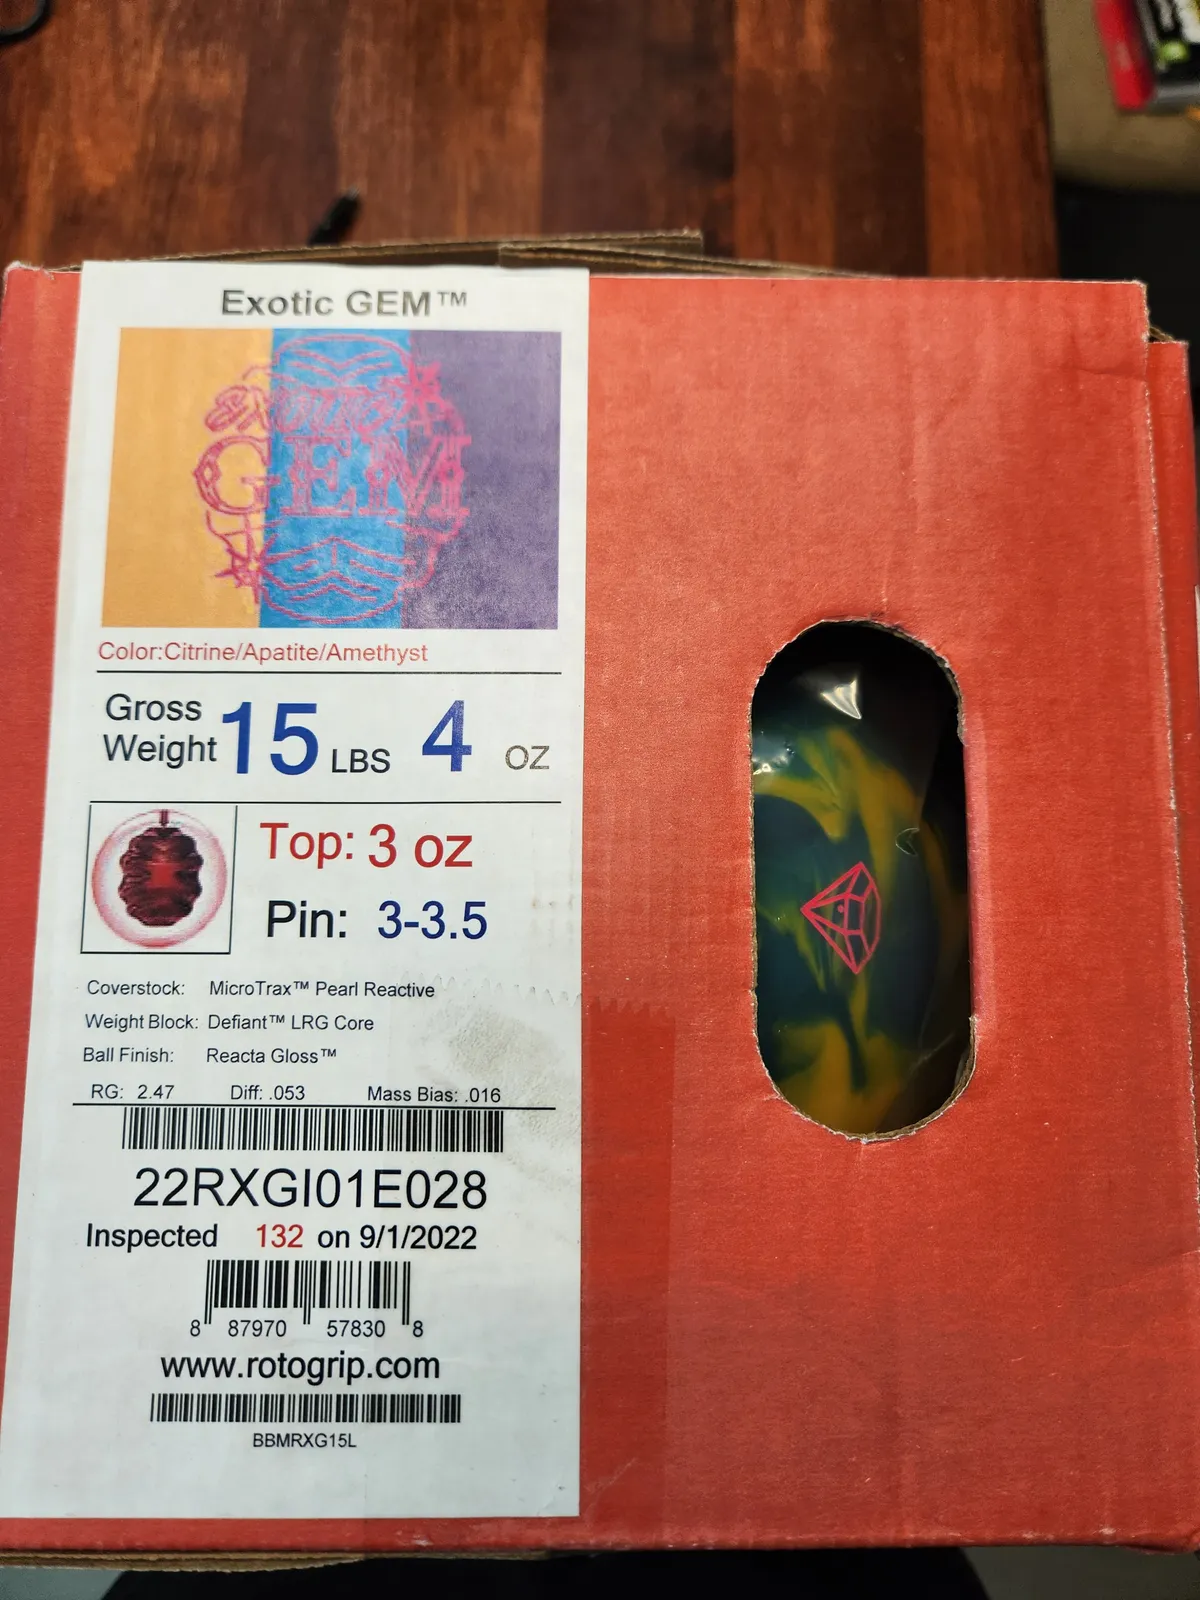 Exotic GEM™
EXOTIC
GEM
Color:Citrine/Apatite/Amethyst
Gross Weight 15 LBS 4 OZ
Top: 3 oz
Pin: 3-3.5
Coverstock: MicroTrax™ Pearl Reactive
Weight Block: Defiant™ LRG Core
Ball Finish: Reacta Gloss™
RG: 2.47 Diff: .053 Mass Bias: .016
22RXGI01E028
Inspected 132 on 9/1/2022
8 87970 57830 8
www.rotogrip.com
BBMRXG15L